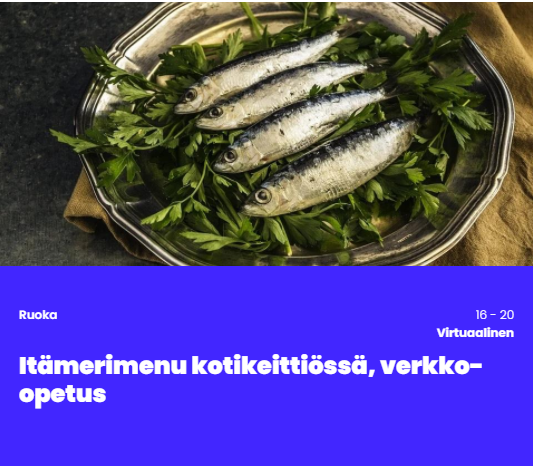 Ruoka
16 - 20
Virtuaalinen
Itämerimenu kotikeittiössä, verkko-
opetus